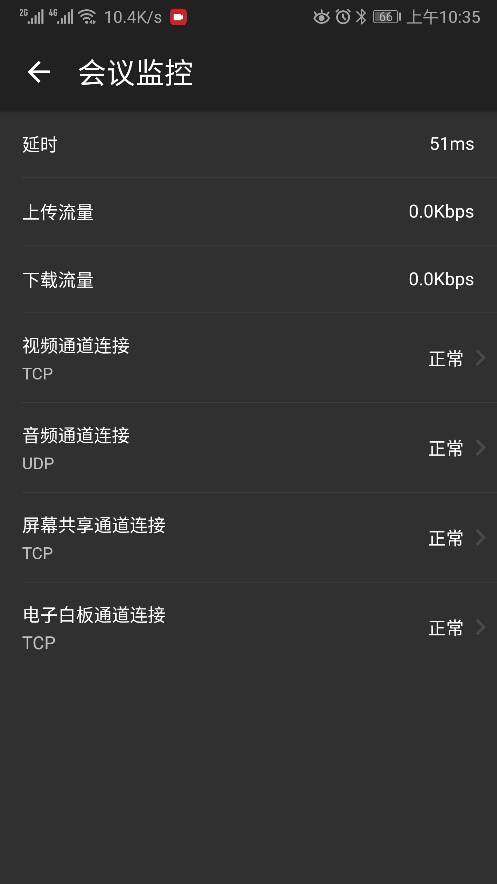 2G 4G 10.4K/s 66 上午10:35
会议监控
延时 51ms
上传流量 0.0Kbps
下载流量 0.0Kbps
视频通道连接
TCP
正常
音频通道连接
UDP
正常
屏幕共享通道连接
TCP
正常
电子白板通道连接
TCP
正常